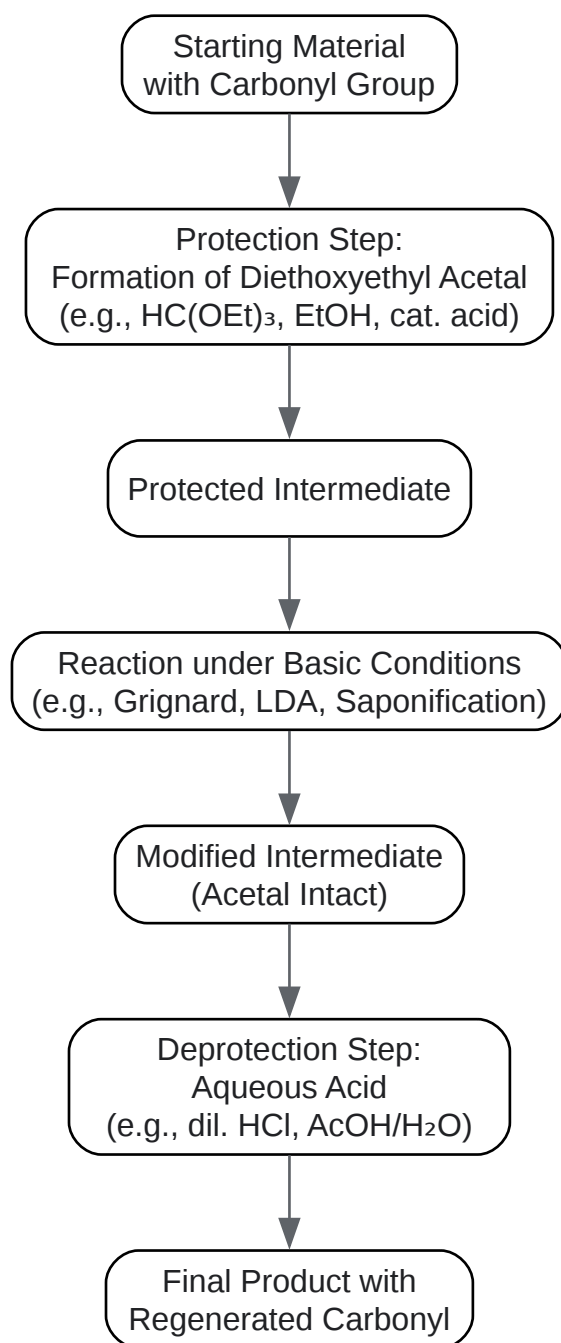 Starting Material
with Carbonyl Group
Protection Step:
Formation of Diethoxyethyl Acetal
(e.g., HC(OEt)₃, EtOH, cat. acid)
Protected Intermediate
Reaction under Basic Conditions
(e.g., Grignard, LDA, Saponification)
Modified Intermediate
(Acetal Intact)
Deprotection Step:
Aqueous Acid
(e.g., dil. HCl, AcOH/H₂O)
Final Product with
Regenerated Carbonyl